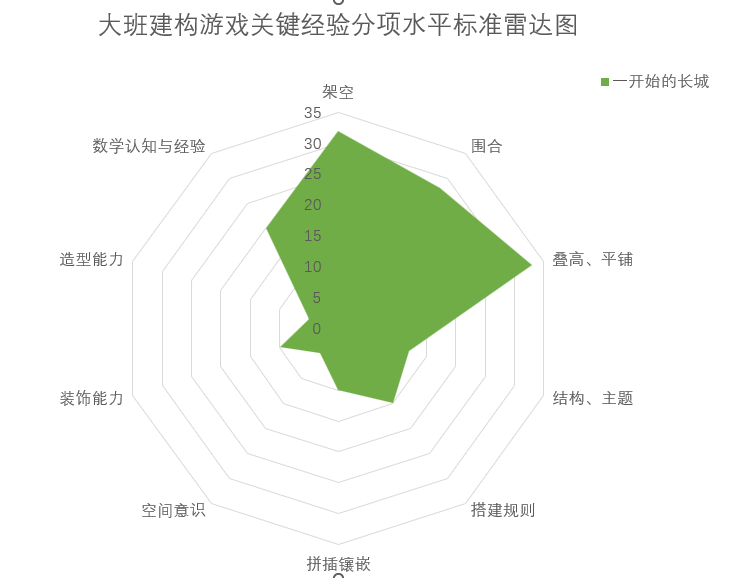 大班建构游戏关键经验分项水平标准雷达图
一开始的长城
架空
35
数学认知与经验
围合
30
25
20
15
造型能力
叠高、平铺
10
5
0
装饰能力
结构、主题
空间意识
搭建规则
拼插镶嵌